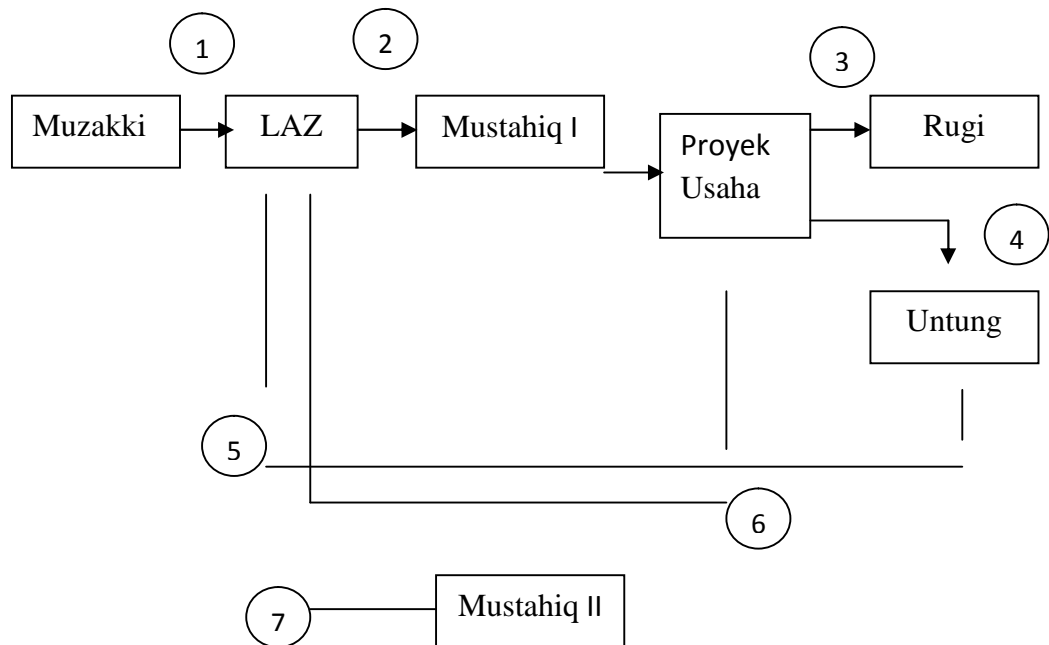 1
2
3
Muzakki
LAZ
Mustahiq I
Proyek
Usaha
Rugi
4
Untung
5
6
7
Mustahiq II